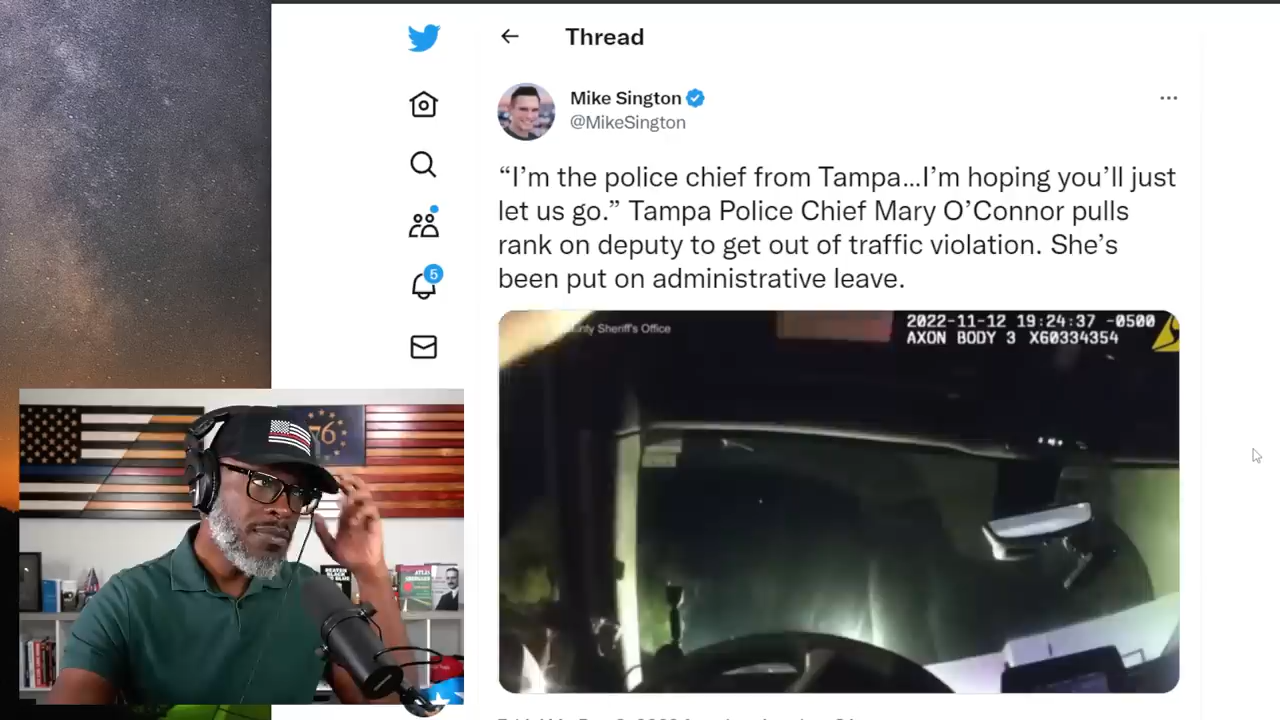 Thread
Mike Sington
@MikeSington
“I’m the police chief from Tampa...I’m hoping you’ll just
let us go.” Tampa Police Chief Mary O’Connor pulls
rank on deputy to get out of traffic violation. She’s
been put on administrative leave.
5
Sheriff's Office
2022-11-12 19:24:37 -0500
AXON BODY 3 X60334354
76